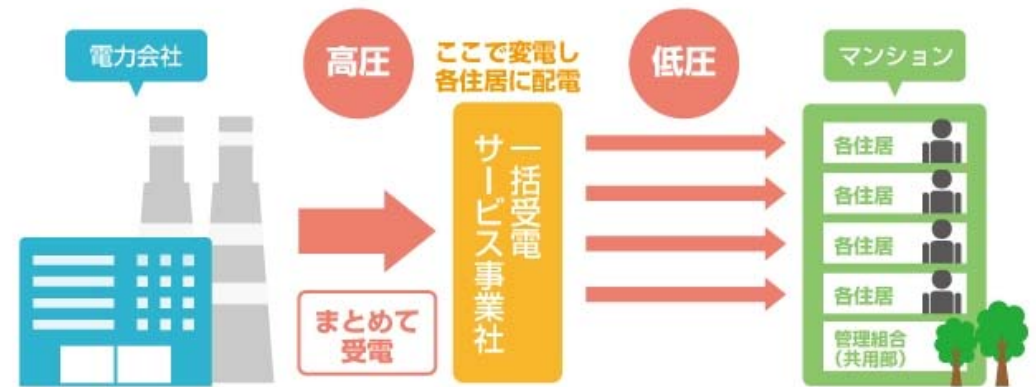 電力会社
高圧
まとめて
受電
ここで変電し
各住居に配電
一括受電
サービス事業社
低圧
マンション
各住居
各住居
各住居
各住居
管理組合
(共用部)